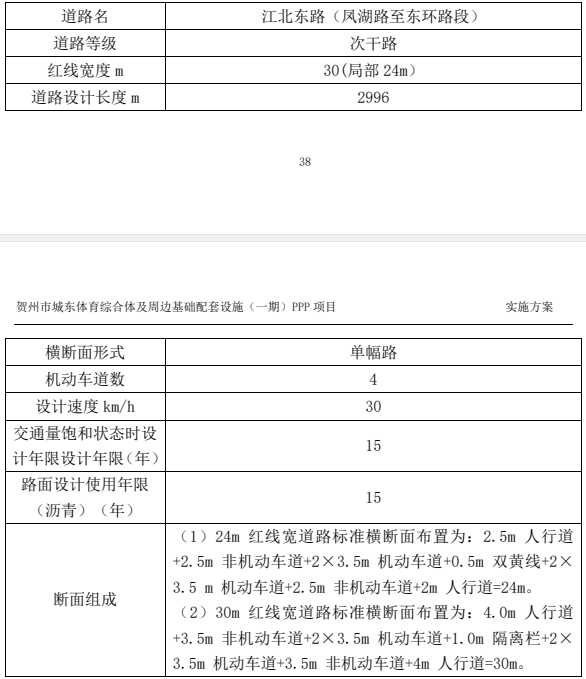 道路名 江北东路（凤湖路至东环路段）
道路等级 次干路
红线宽度 m 30(局部 24m）
道路设计长度 m 2996
38
贺州市城东体育综合体及周边基础配套设施（一期）PPP 项目 实施方案
横断面形式 单幅路
机动车道数 4
设计速度 km/h 30
交通量饱和状态时设
计年限设计年限（年） 15
路面设计使用年限
（沥青）（年） 15
断面组成
（1）24m 红线宽道路标准横断面布置为：2.5m 人行道
+2.5m 非机动车道+2×3.5m 机动车道+0.5m 双黄线+2×
3.5 m 机动车道+2.5m 非机动车道+2m 人行道=24m。
（2）30m 红线宽道路标准横断面布置为：4.0m 人行道
+3.5m 非机动车道+2×3.5m 机动车道+1.0m 隔离栏+2×
3.5m 机动车道+3.5m 非机动车道+4m 人行道=30m。